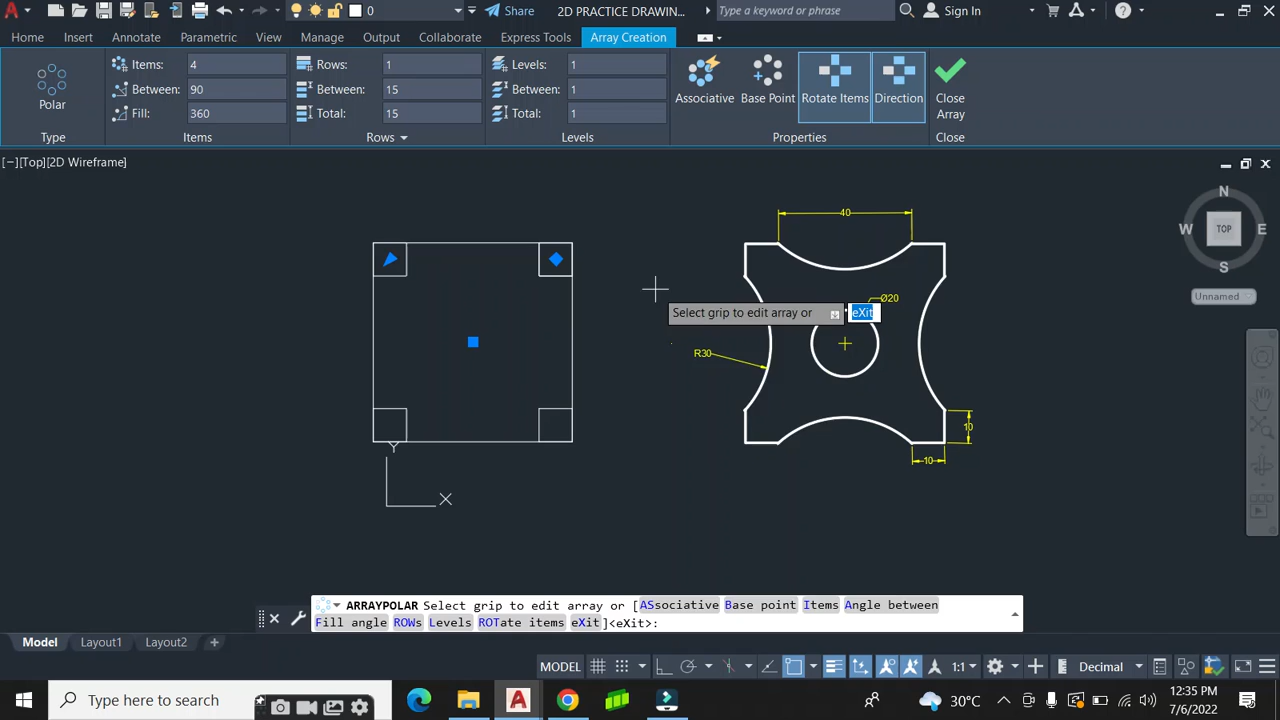 0
Share
2D PRACTICE DRAWIN...
Type a keyword or phrase
Sign In
Home
Insert
Annotate
Parametric
View
Manage
Output
Collaborate
Express Tools
Array Creation
Polar
Type
Items: 4
Between: 90
Fill: 360
Items
Rows: 1
Between: 15
Total: 15
Rows
Levels: 1
Between: 1
Total: 1
Levels
Associative
Base Point
Rotate Items
Direction
Properties
Close
Array
Close
[−][Top][2D Wireframe]
N
W
TOP
E
S
Unnamed
40
Ø20
Select grip to edit array or
eXit
R30
10
10
Y
X
ARRAYPOLAR Select grip to edit array or [ASsociative Base point Items Angle between
Fill angle ROWs Levels ROTate items eXit]<eXit>:
Model
Layout1
Layout2
+
MODEL
1:1
Decimal
Type here to search
30°C
12:35 PM
7/6/2022